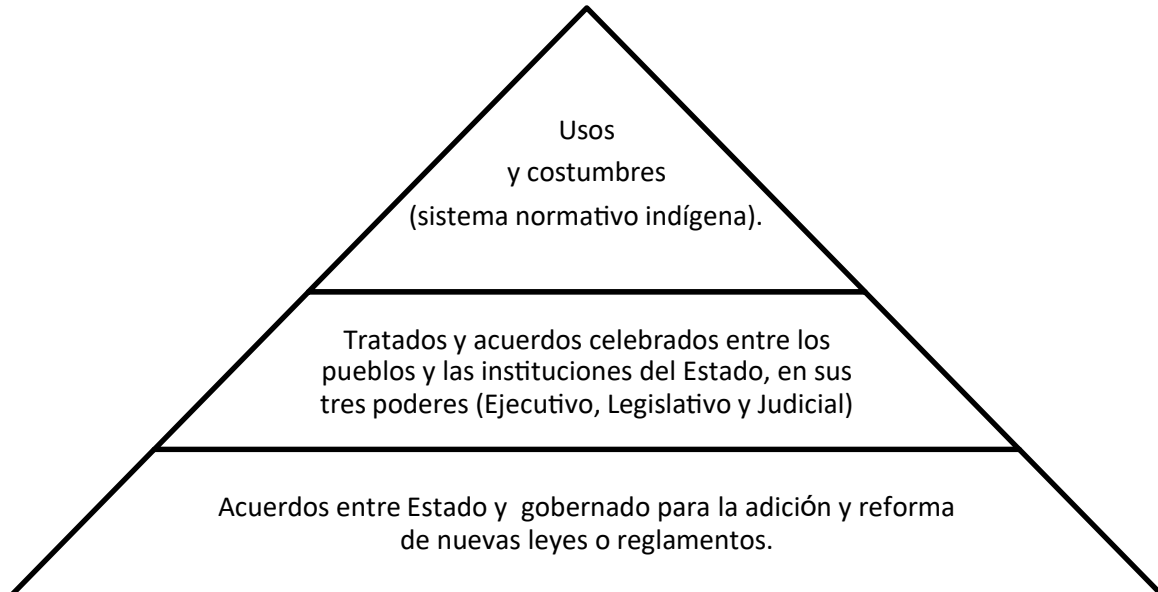 Usos
y costumbres
(sistema normativo indígena).
Tratados y acuerdos celebrados entre los
pueblos y las instituciones del Estado, en sus
tres poderes (Ejecutivo, Legislativo y Judicial)
Acuerdos entre Estado y  gobernado para la adición y reforma
de nuevas leyes o reglamentos.